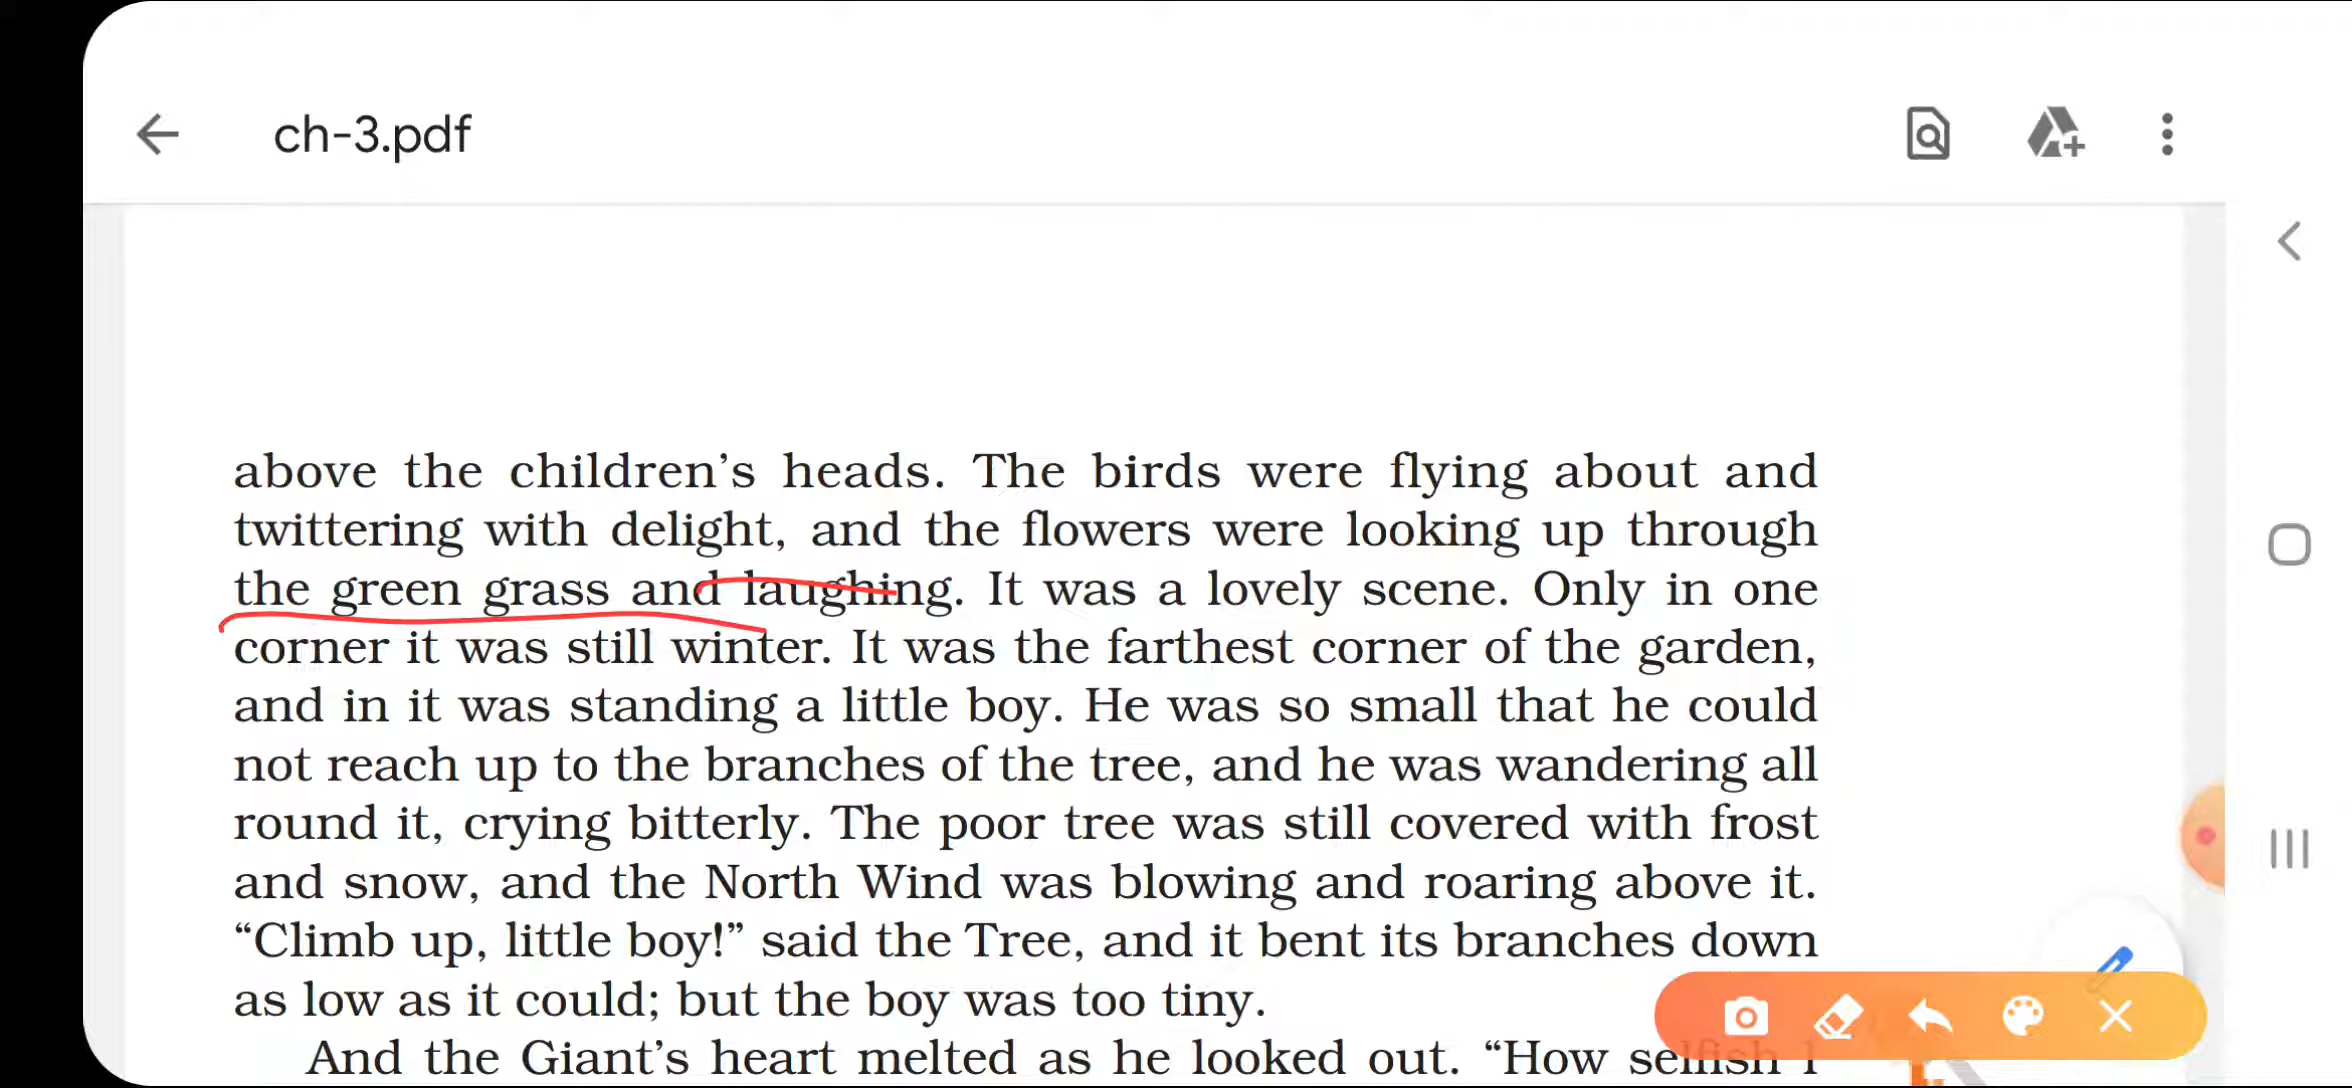 ch-3.pdf
above the children’s heads. The birds were flying about and
twittering with delight, and the flowers were looking up through
the green grass and laughing. It was a lovely scene. Only in one
corner it was still winter. It was the farthest corner of the garden,
and in it was standing a little boy. He was so small that he could
not reach up to the branches of the tree, and he was wandering all
round it, crying bitterly. The poor tree was still covered with frost
and snow, and the North Wind was blowing and roaring above it.
“Climb up, little boy!” said the Tree, and it bent its branches down
as low as it could; but the boy was too tiny.
And the Giant’s heart melted as he looked out. “How selfish I